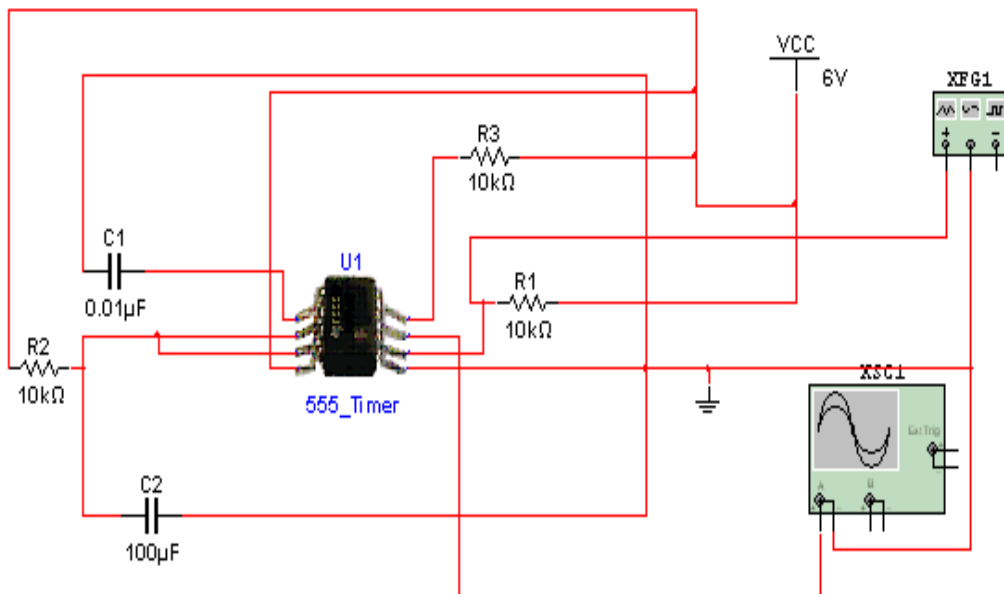 VCC
6V
XFG1
+
−
R3
10kΩ
C1
0.01µF
U1
R1
10kΩ
R2
10kΩ
555_Timer
XSC1
Ext Trig
+
A
B
+
−
+
−
C2
100µF